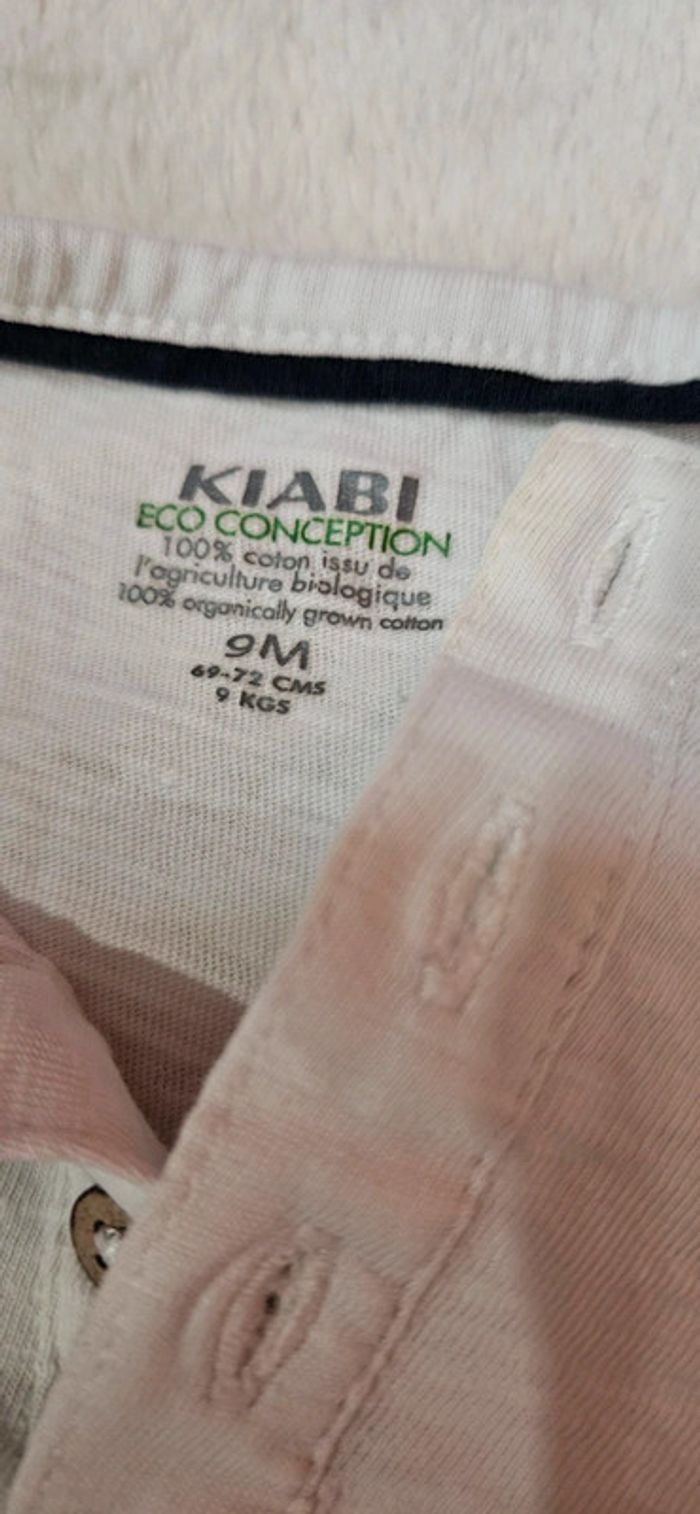 KIABI
ECO CONCEPTION
100% coton issu de
l'agriculture biologique
100% organically grown cotton
9M
69-72 CMS
9 KGS